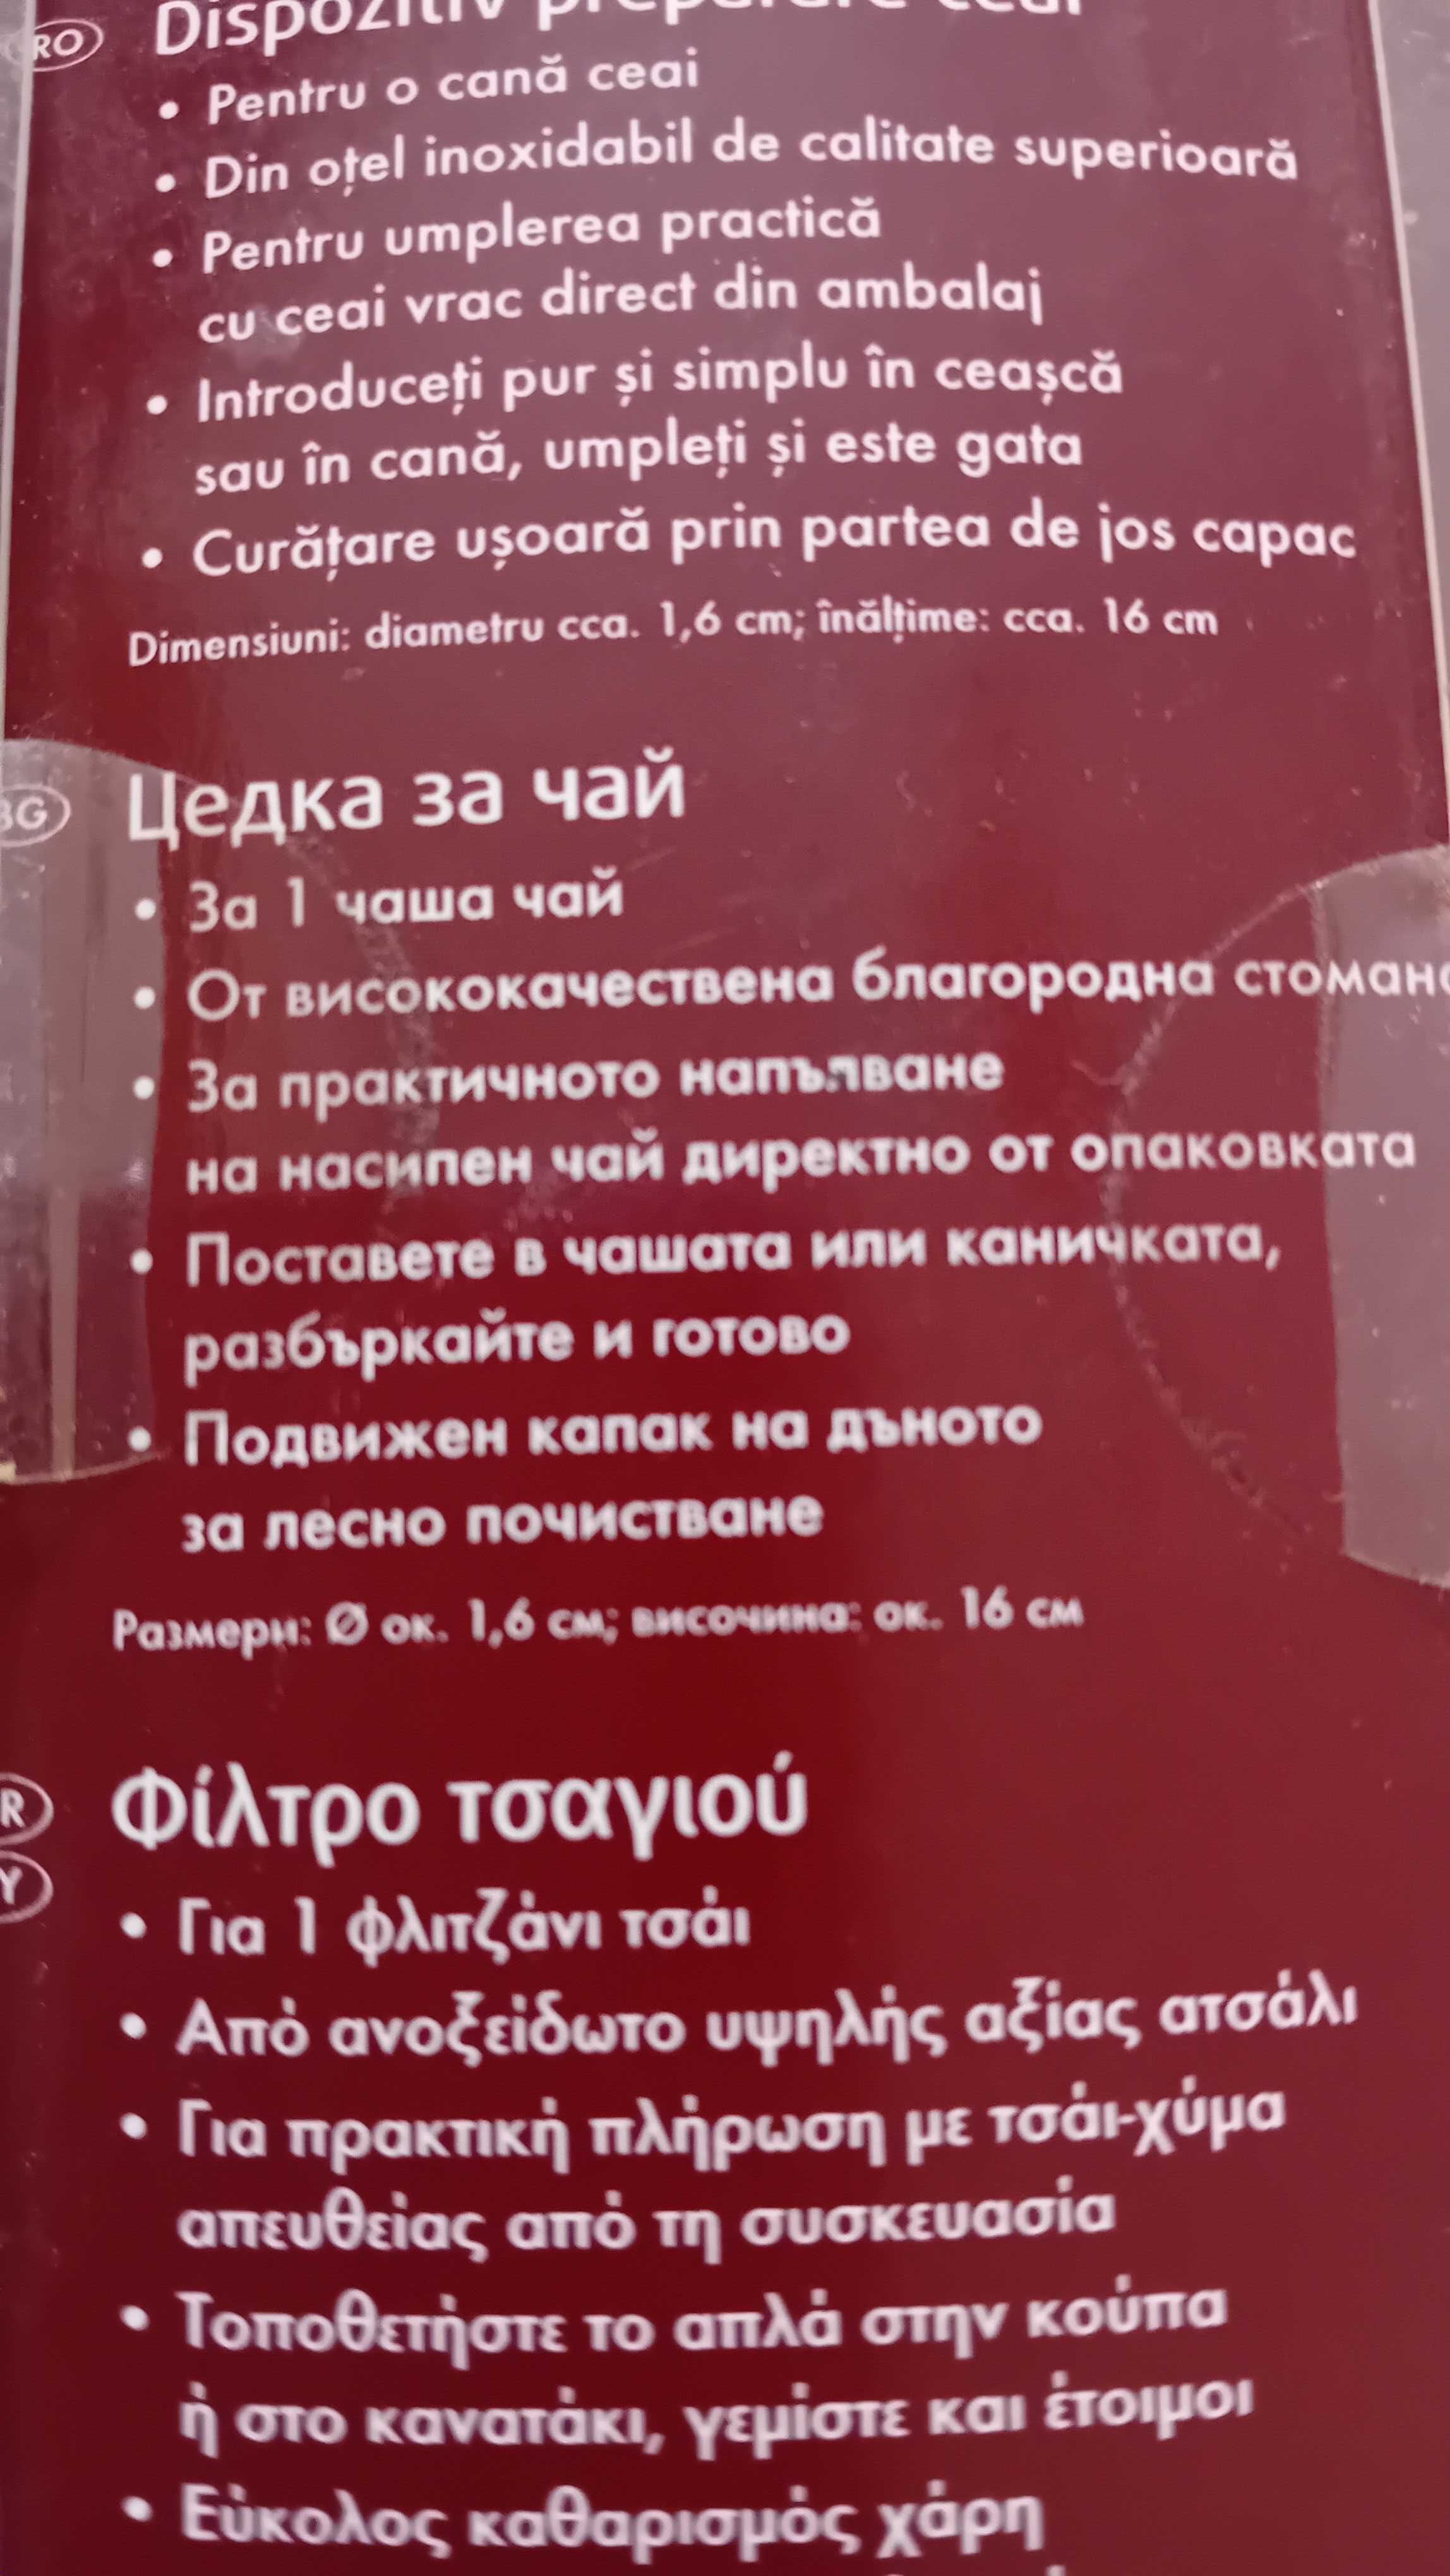 RO Dispozitiv preparare ceai
• Pentru o cană ceai
• Din oțel inoxidabil de calitate superioară
• Pentru umplerea practică
cu ceai vrac direct din ambalaj
• Introduceți pur și simplu în ceașcă
sau în cană, umpleți și este gata
• Curățare ușoară prin partea de jos capac
Dimensiuni: diametru cca. 1,6 cm; înălțime: cca. 16 cm
BG Цедка за чай
• За 1 чаша чай
• От висококачествена благородна стомана
• За практичното напълване
на насипен чай директно от опаковката
• Поставете в чашата или каничката,
разбъркайте и готово
• Подвижен капак на дъното
за лесно почистване
Размери: Ø ок. 1,6 см; височина: ок. 16 см
R Φίλτρο τσαγιού
Y
• Για 1 φλιτζάνι τσάι
• Από ανοξείδωτο υψηλής αξίας ατσάλι
• Για πρακτική πλήρωση με τσάι-χύμα
απευθείας από τη συσκευασία
• Τοποθετήστε το απλά στην κούπα
ή στο κανατάκι, γεμίστε και έτοιμοι
• Εύκολος καθαρισμός χάρη